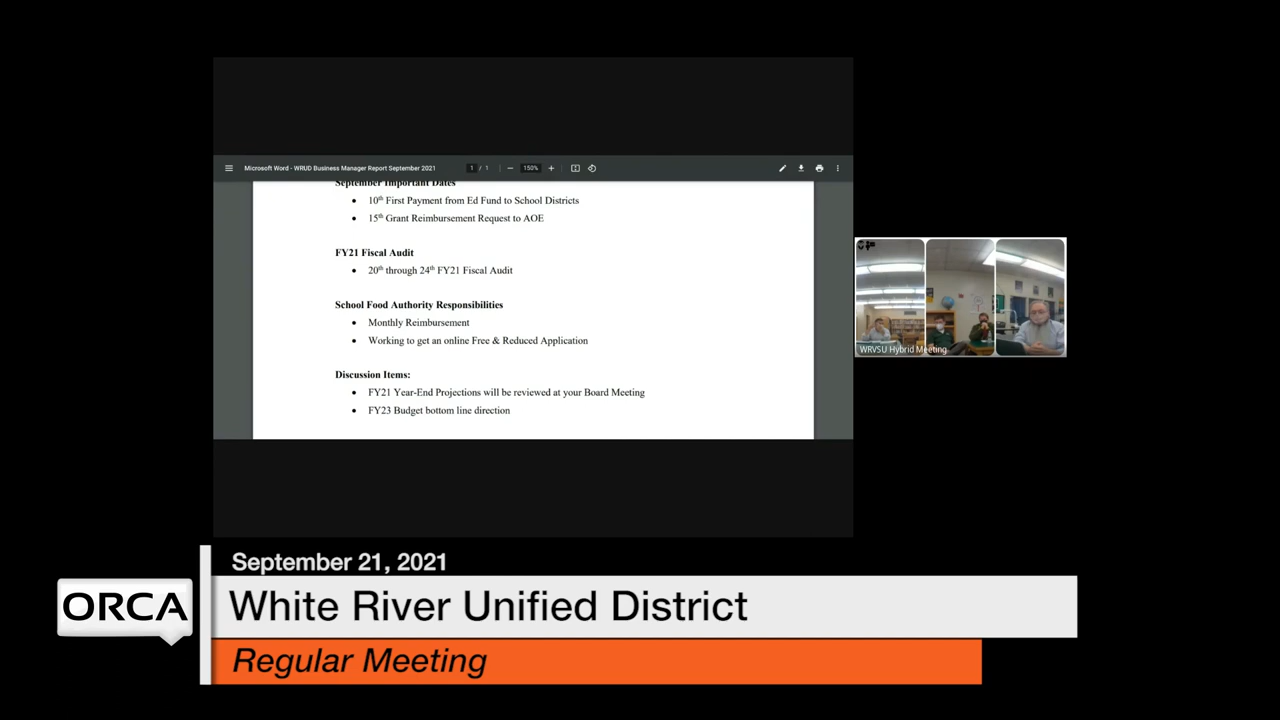 Microsoft Word - WRUD Business Manager Report September 2021
1 / 1
150%
September Important Dates
• 10th First Payment from Ed Fund to School Districts
• 15th Grant Reimbursement Request to AOE
FY21 Fiscal Audit
• 20th through 24th FY21 Fiscal Audit
School Food Authority Responsibilities
• Monthly Reimbursement
• Working to get an online Free & Reduced Application
Discussion Items:
• FY21 Year-End Projections will be reviewed at your Board Meeting
• FY23 Budget bottom line direction
WRVSU Hybrid Meeting
September 21, 2021
ORCA
White River Unified District
Regular Meeting